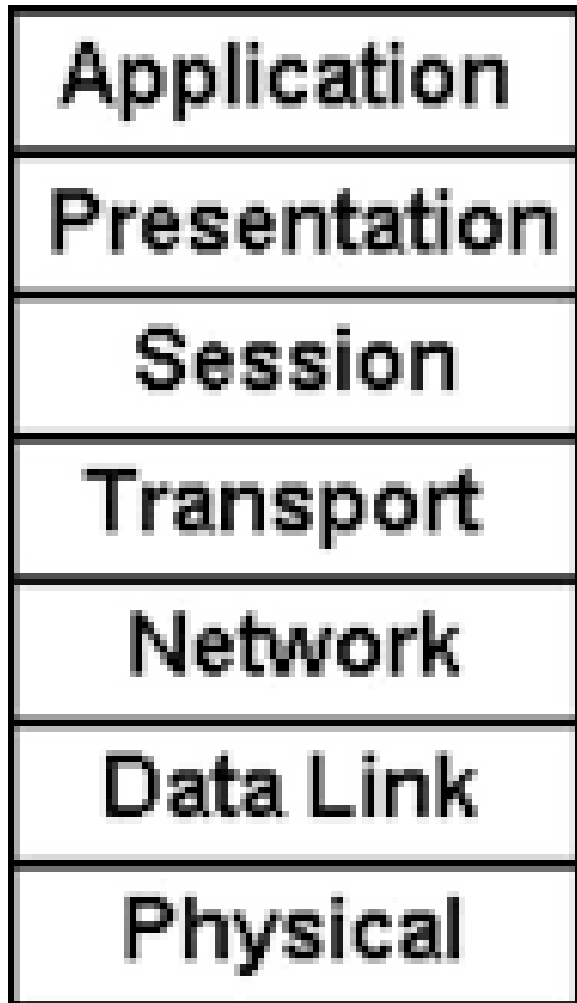 Application
Presentation
Session
Transport
Network
Data Link
Physical